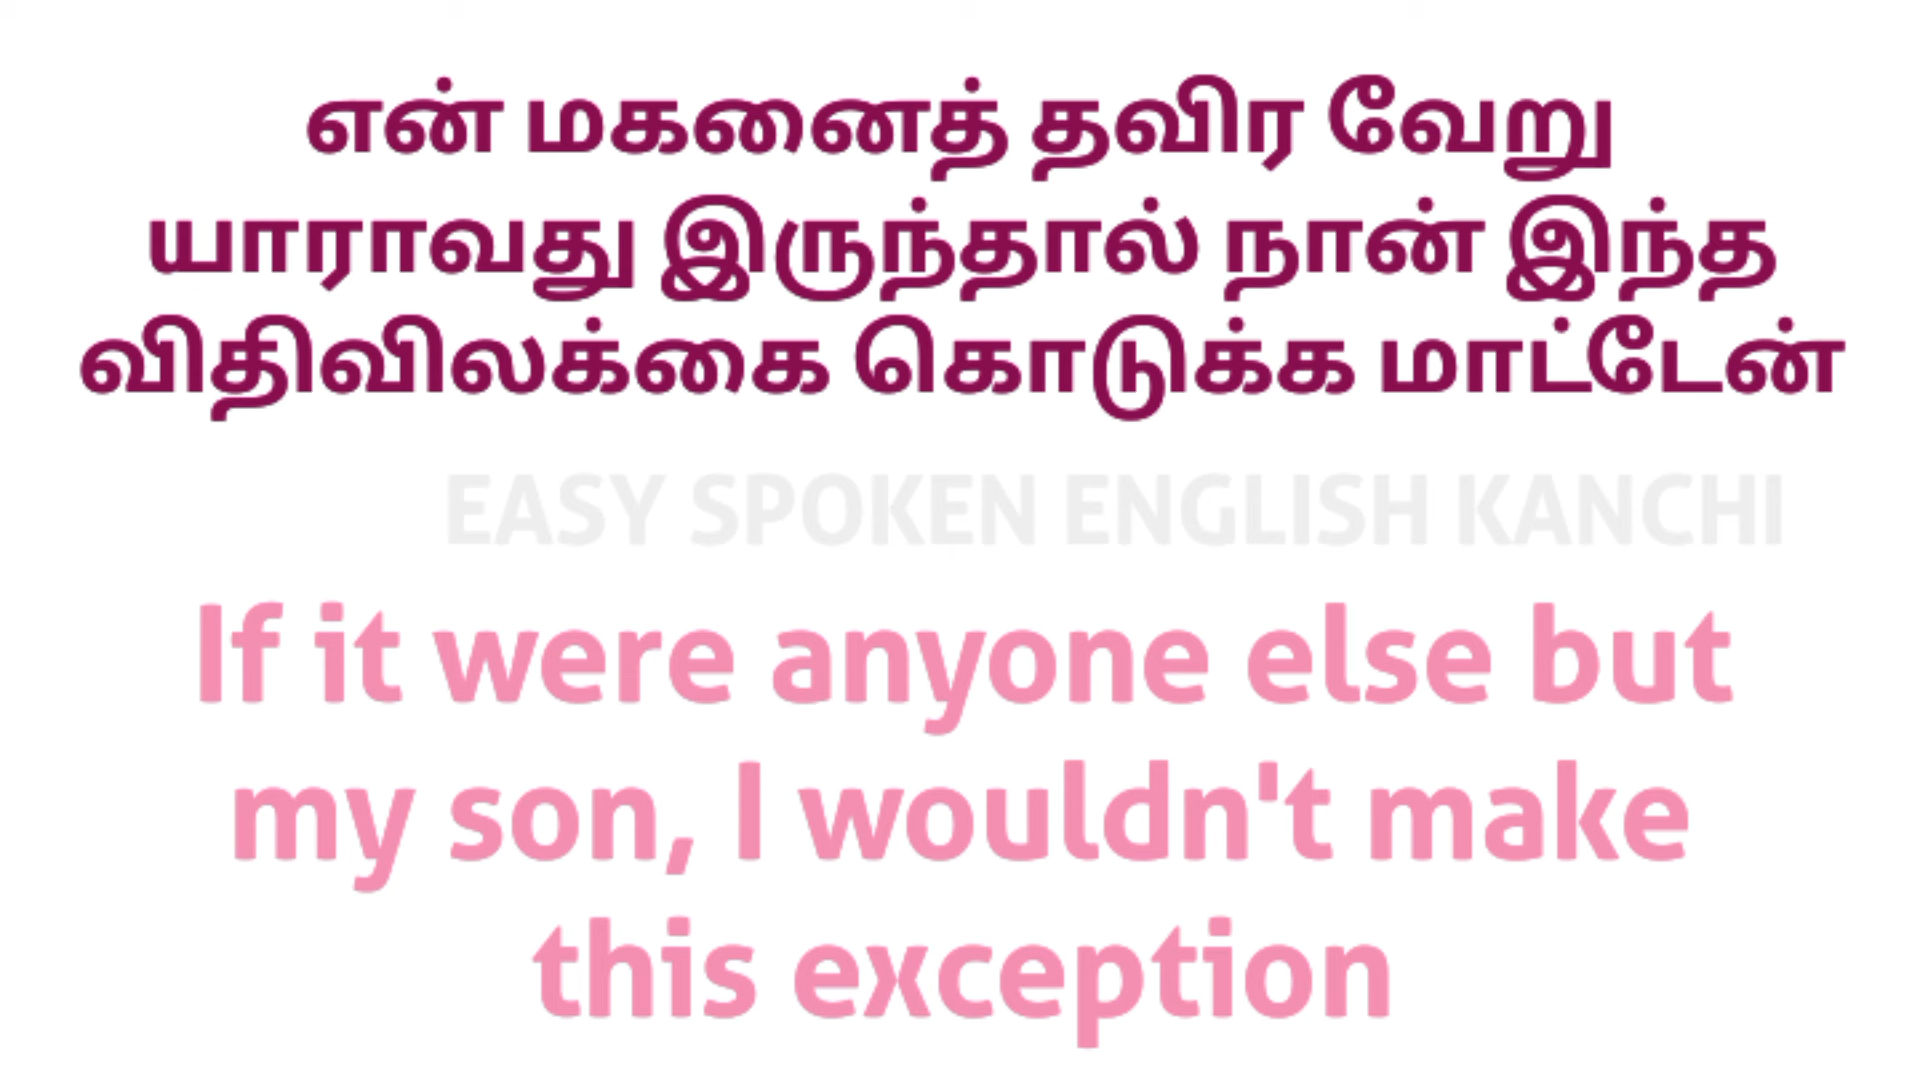 என் மகனைத் தவிர வேறு
யாராவது இருந்தால் நான் இந்த
விதிவிலக்கை கொடுக்க மாட்டேன்
EASY SPOKEN ENGLISH KANCHI
If it were anyone else but
my son, I wouldn't make
this exception